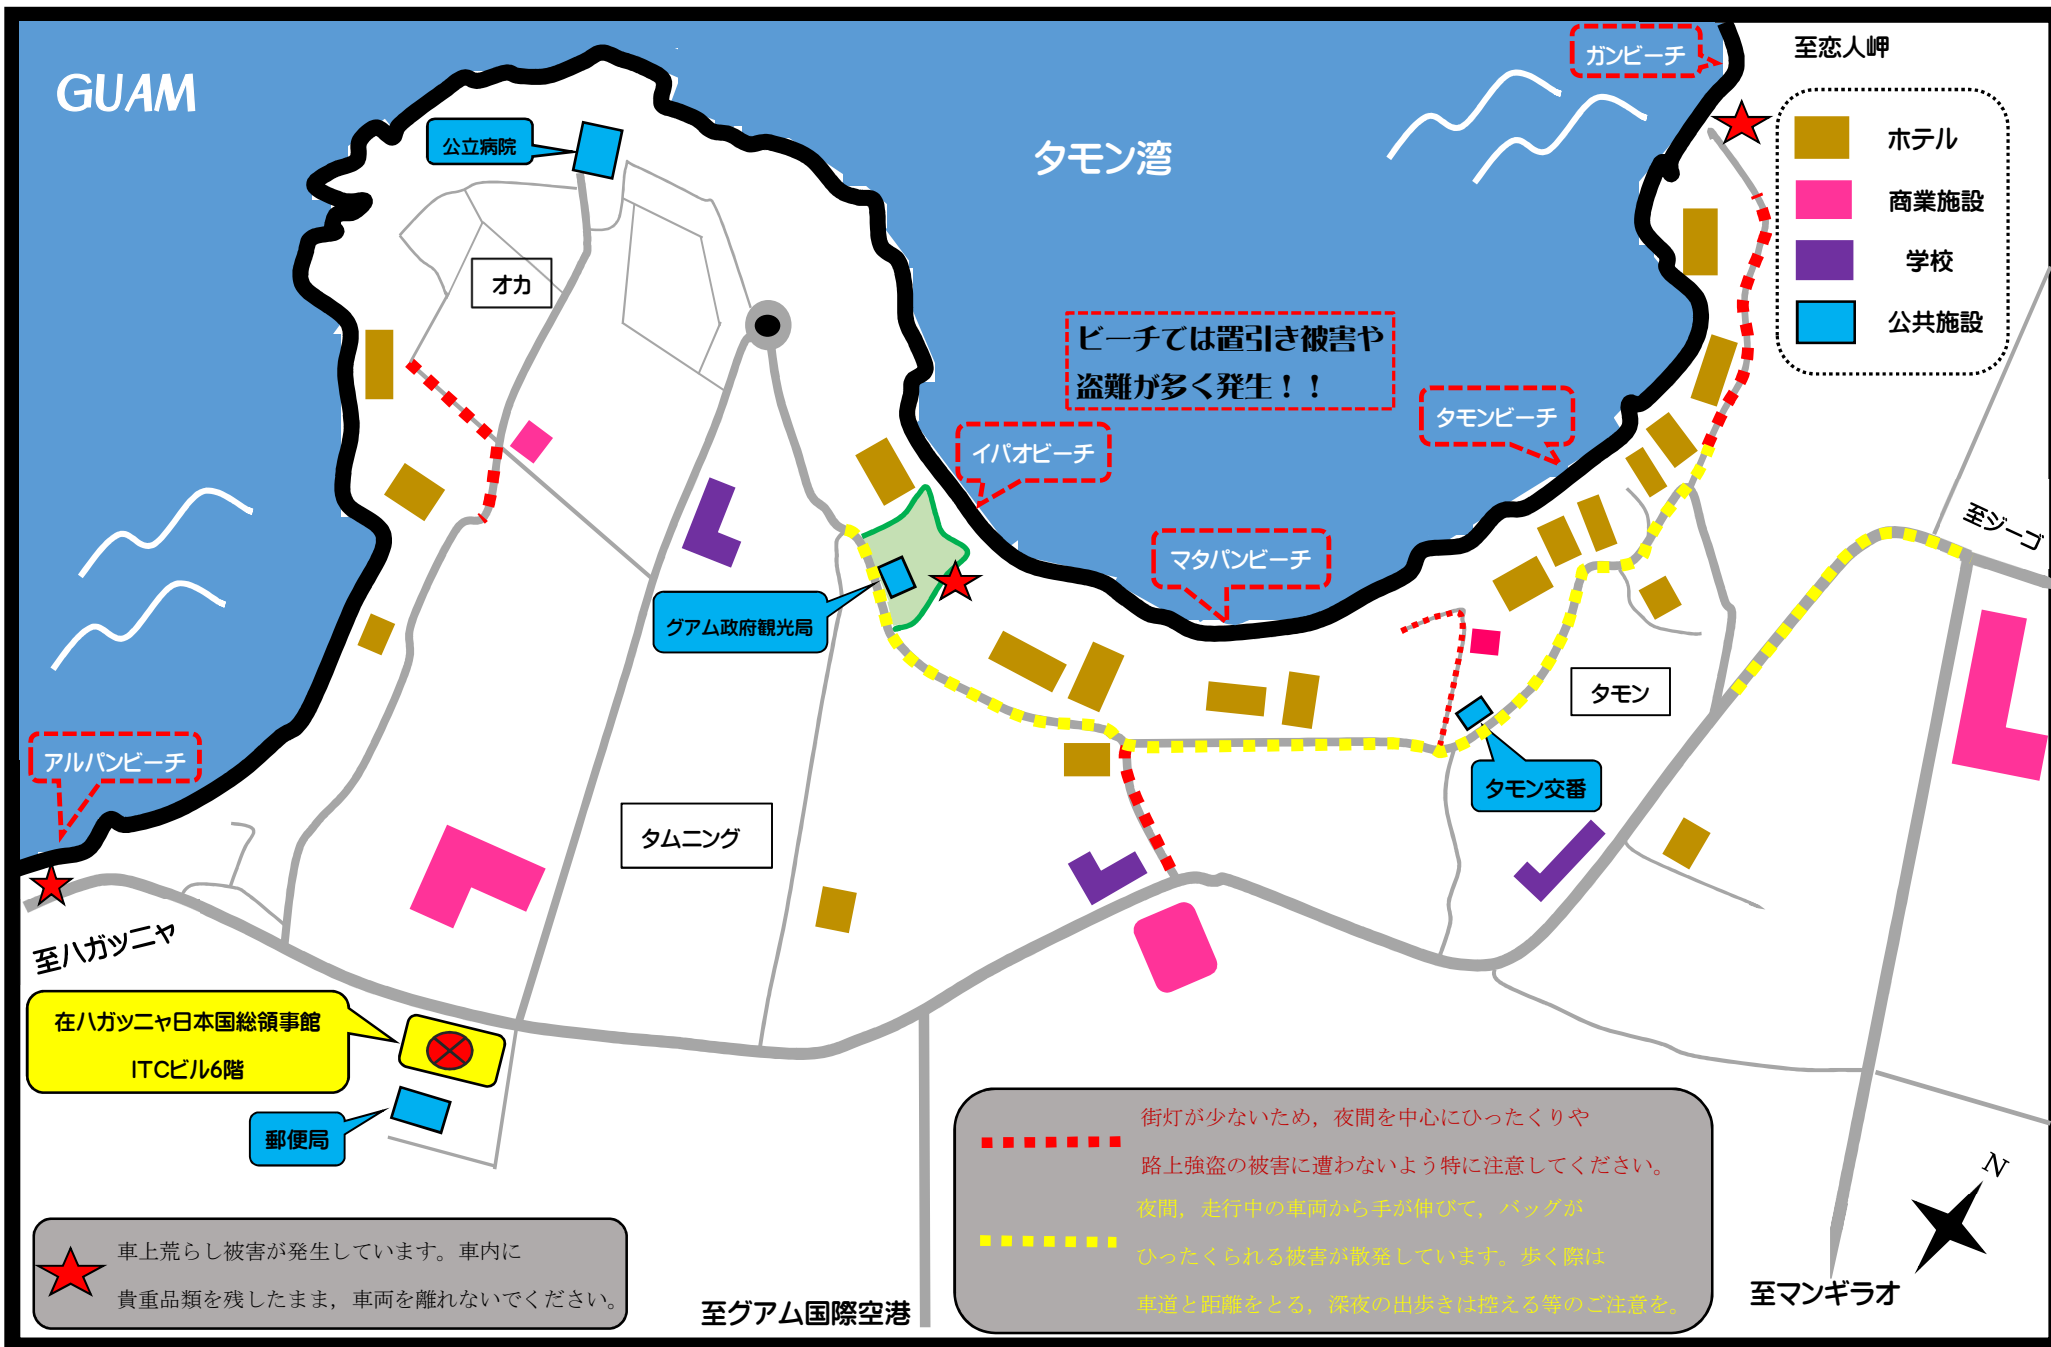 GUAM
タモン湾
ガンビーチ
至恋人岬
ホテル
商業施設
学校
公共施設
公立病院
オカ
ビーチでは置引き被害や
盗難が多く発生！！
タモンビーチ
イパオビーチ
マタパンビーチ
至ジーゴ
グアム政府観光局
タモン
アルパンビーチ
タモン交番
タムニング
至ハガッニャ
在ハガッニャ日本国総領事館
ITCビル6階
郵便局
街灯が少ないため，夜間を中心にひったくりや
路上強盗の被害に遭わないよう特に注意してください。
夜間，走行中の車両から手が伸びて，バッグが
ひったくられる被害が散発しています。歩く際は
車道と距離をとる，深夜の出歩きは控える等のご注意を。
N
車上荒らし被害が発生しています。車内に
貴重品類を残したまま，車両を離れないでください。
至グアム国際空港
至マンギラオ